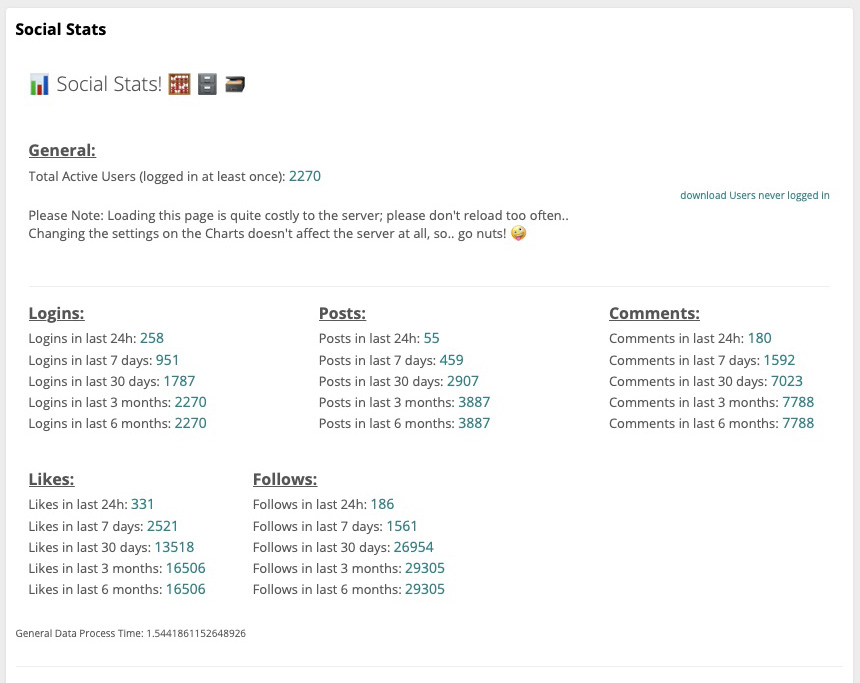 Social Stats
Social Stats!
General:
Total Active Users (logged in at least once): 2270
download Users never logged in
Please Note: Loading this page is quite costly to the server; please don't reload too often..
Changing the settings on the Charts doesn't affect the server at all, so.. go nuts! 🤪
Logins:
Logins in last 24h: 258
Logins in last 7 days: 951
Logins in last 30 days: 1787
Logins in last 3 months: 2270
Logins in last 6 months: 2270
Posts:
Posts in last 24h: 55
Posts in last 7 days: 459
Posts in last 30 days: 2907
Posts in last 3 months: 3887
Posts in last 6 months: 3887
Comments:
Comments in last 24h: 180
Comments in last 7 days: 1592
Comments in last 30 days: 7023
Comments in last 3 months: 7788
Comments in last 6 months: 7788
Likes:
Likes in last 24h: 331
Likes in last 7 days: 2521
Likes in last 30 days: 13518
Likes in last 3 months: 16506
Likes in last 6 months: 16506
Follows:
Follows in last 24h: 186
Follows in last 7 days: 1561
Follows in last 30 days: 26954
Follows in last 3 months: 29305
Follows in last 6 months: 29305
General Data Process Time: 1.5441861152648926